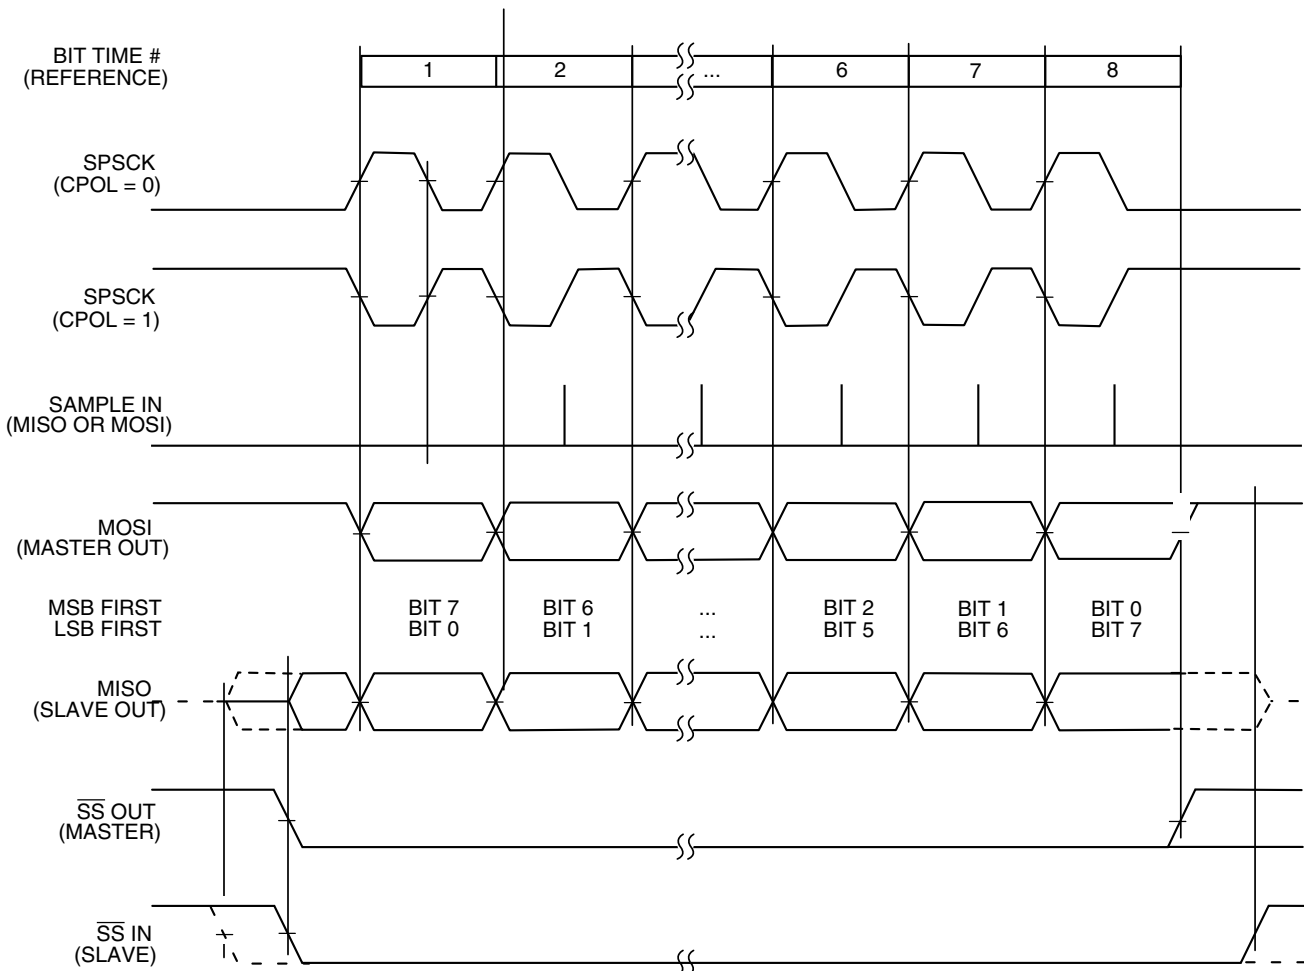 BIT TIME #
(REFERENCE)
1 2 ... 6 7 8
SPSCK
(CPOL = 0)
SPSCK
(CPOL = 1)
SAMPLE IN
(MISO OR MOSI)
MOSI
(MASTER OUT)
MSB FIRST BIT 7 BIT 6 ... BIT 2 BIT 1 BIT 0
LSB FIRST BIT 0 BIT 1 ... BIT 5 BIT 6 BIT 7
MISO
(SLAVE OUT)
S̅S̅ OUT
(MASTER)
S̅S̅ IN
(SLAVE)